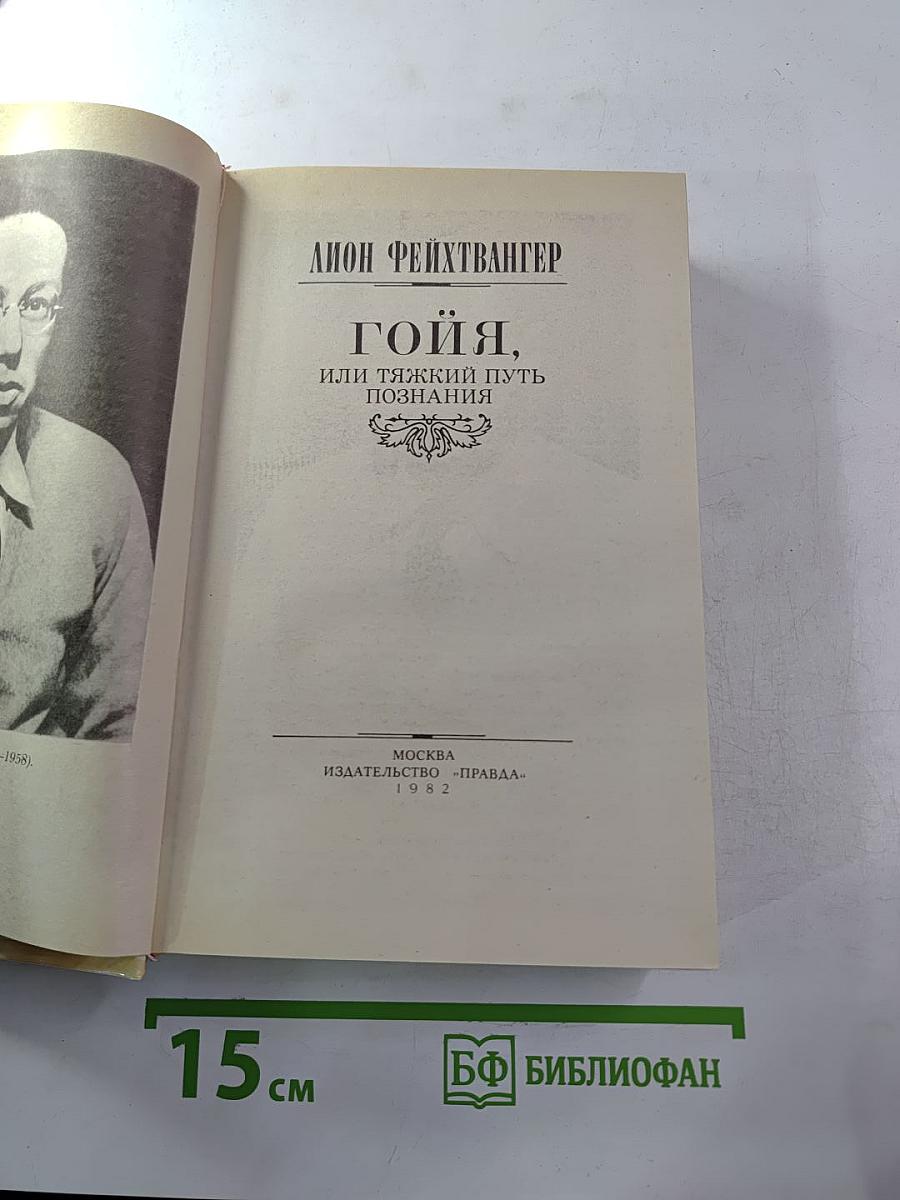 ЛИОН ФЕЙХТВАНГЕР
ГОЙЯ,
ИЛИ ТЯЖКИЙ ПУТЬ
ПОЗНАНИЯ
–1958).
МОСКВА
ИЗДАТЕЛЬСТВО »ПРАВДА«
1982
15 см
БФ БИБЛИОФАН